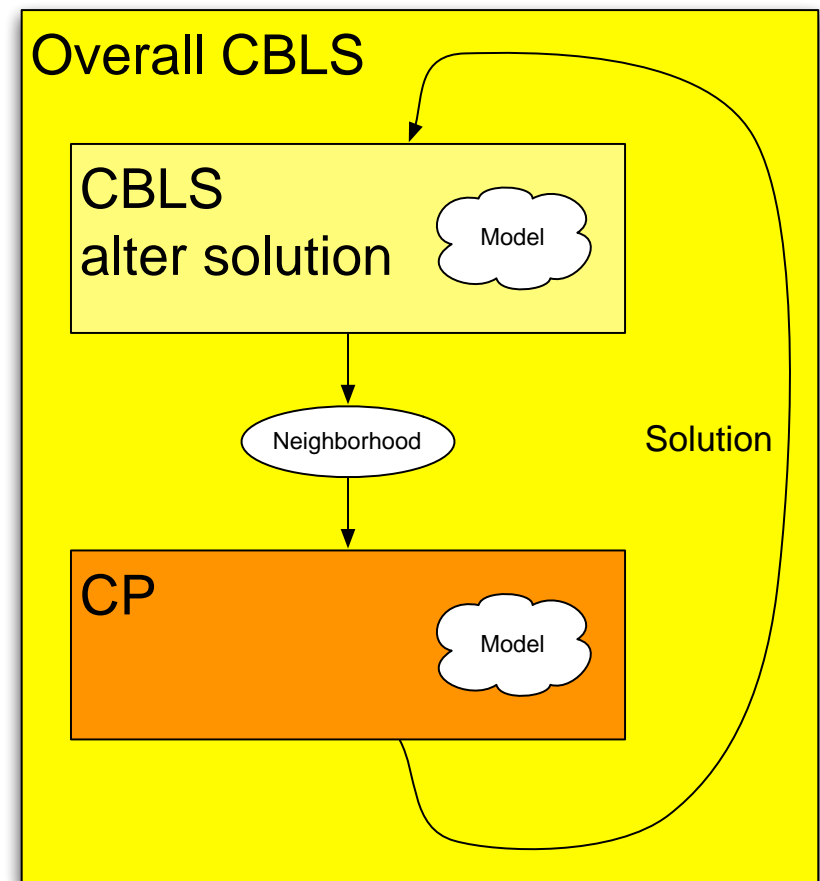 Overall CBLS
CBLS
alter solution
Model
Neighborhood
Solution
CP
Model